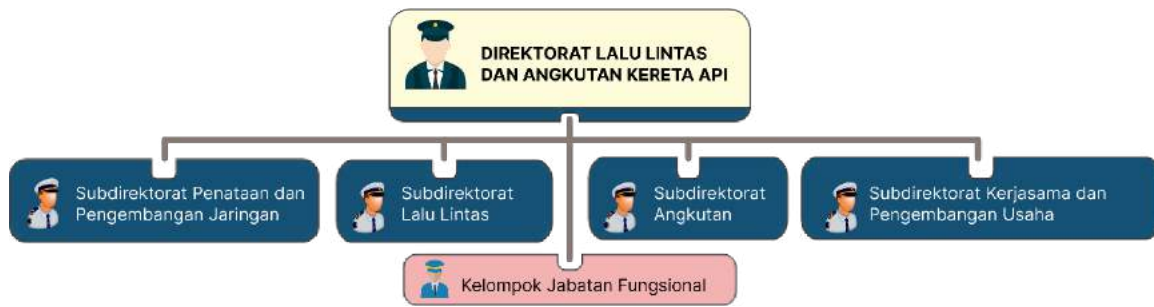 DIREKTORAT LALU LINTAS
DAN ANGKUTAN KERETA API
Subdirektorat Penataan dan
Pengembangan Jaringan
Subdirektorat
Lalu Lintas
Subdirektorat
Angkutan
Subdirektorat Kerjasama dan
Pengembangan Usaha
Kelompok Jabatan Fungsional